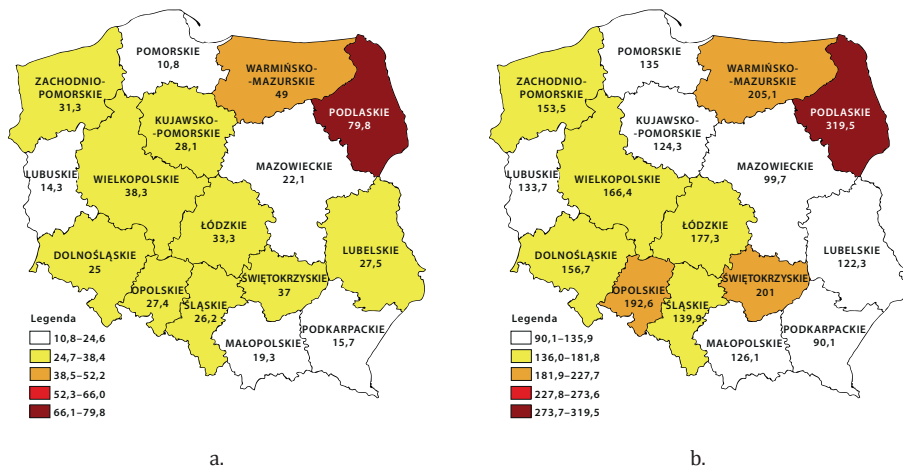 POMORSKIE
10,8
WARMIŃSKO-
-MAZURSKIE
49
ZACHODNIO-
POMORSKIE
31,3
PODLASKIE
79,8
KUJAWSKO-
-POMORSKIE
28,1
MAZOWIECKIE
22,1
LUBUSKIE
14,3
WIELKOPOLSKIE
38,3
ŁÓDZKIE
33,3
LUBELSKIE
27,5
DOLNOŚLĄSKIE
25
OPOLSKIE
27,4
ŚLĄSKIE
26,2
ŚWIĘTOKRZYSKIE
37
MAŁOPOLSKIE
19,3
PODKARPACKIE
15,7
Legenda
10,8–24,6
24,7–38,4
38,5–52,2
52,3–66,0
66,1–79,8
a.
POMORSKIE
135
WARMIŃSKO-
-MAZURSKIE
205,1
ZACHODNIO-
POMORSKIE
153,5
PODLASKIE
319,5
KUJAWSKO-
-POMORSKIE
124,3
MAZOWIECKIE
99,7
LUBUSKIE
133,7
WIELKOPOLSKIE
166,4
ŁÓDZKIE
177,3
LUBELSKIE
122,3
DOLNOŚLĄSKIE
156,7
OPOLSKIE
192,6
ŚLĄSKIE
139,9
ŚWIĘTOKRZYSKIE
201
MAŁOPOLSKIE
126,1
PODKARPACKIE
90,1
Legenda
90,1–135,9
136,0–181,8
181,9–227,7
227,8–273,6
273,7–319,5
b.